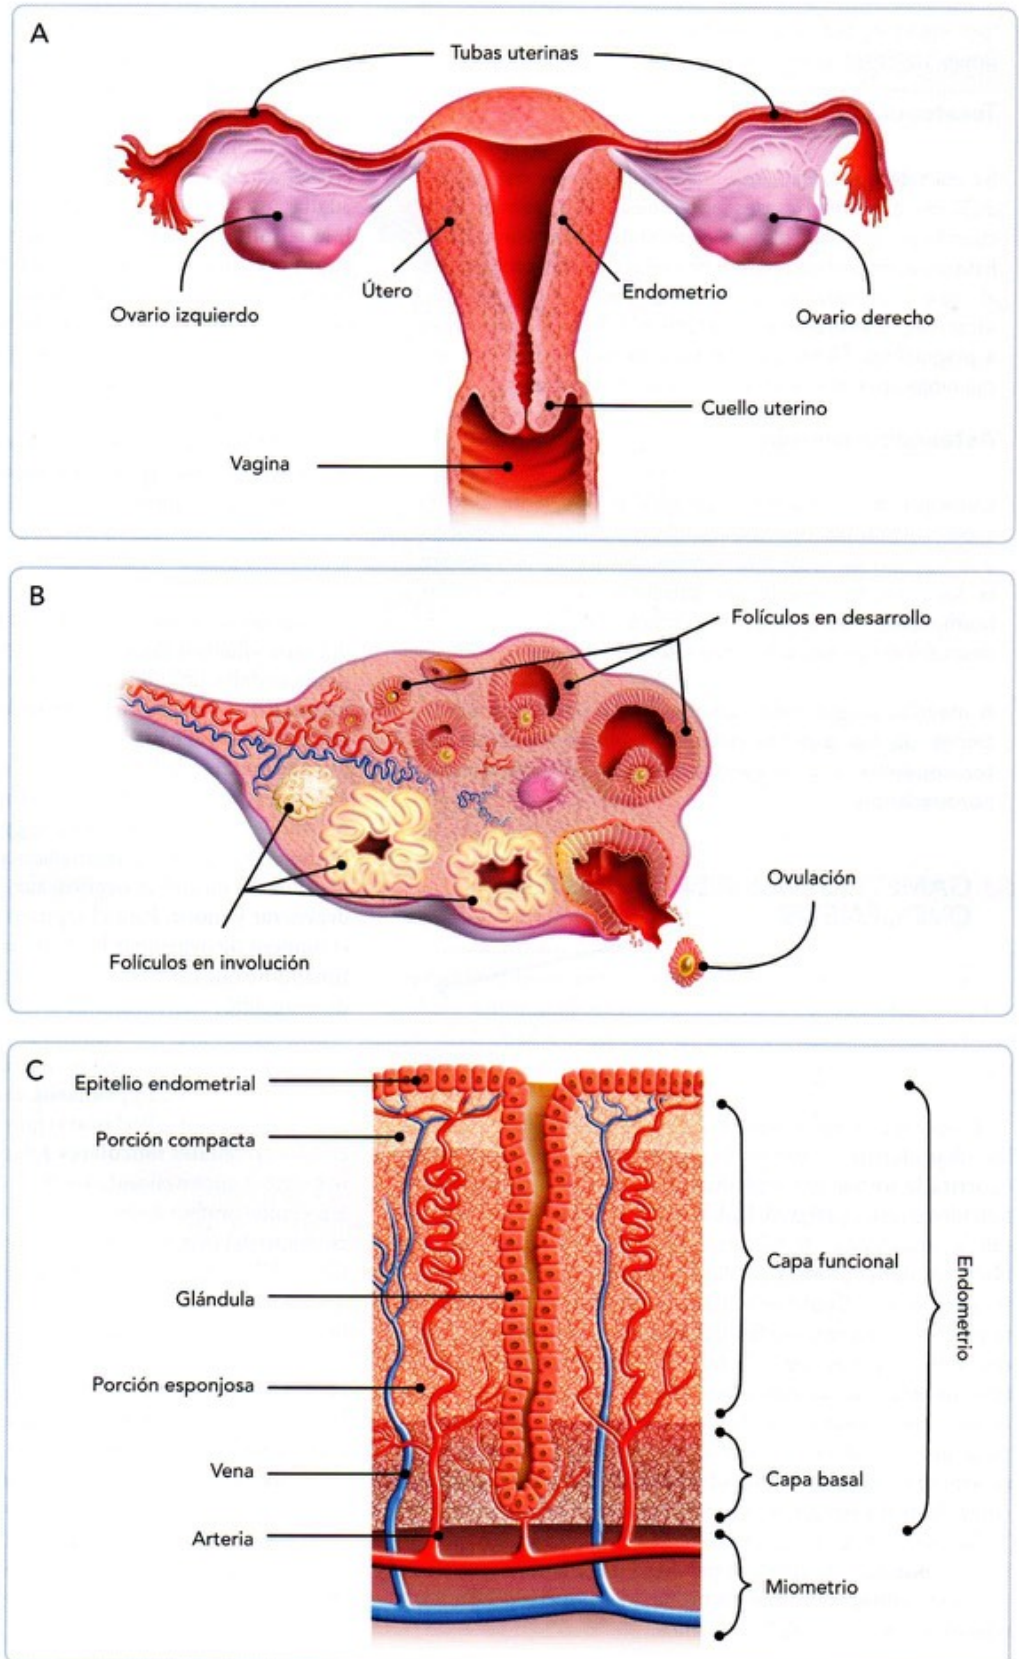 A
Tubas uterinas
Ovario izquierdo
Útero
Endometrio
Ovario derecho
Cuello uterino
Vagina
B
Folículos en desarrollo
Ovulación
Folículos en involución
C
Epitelio endometrial
Porción compacta
Glándula
Porción esponjosa
Vena
Arteria
Capa funcional
Capa basal
Miometrio
Endometrio